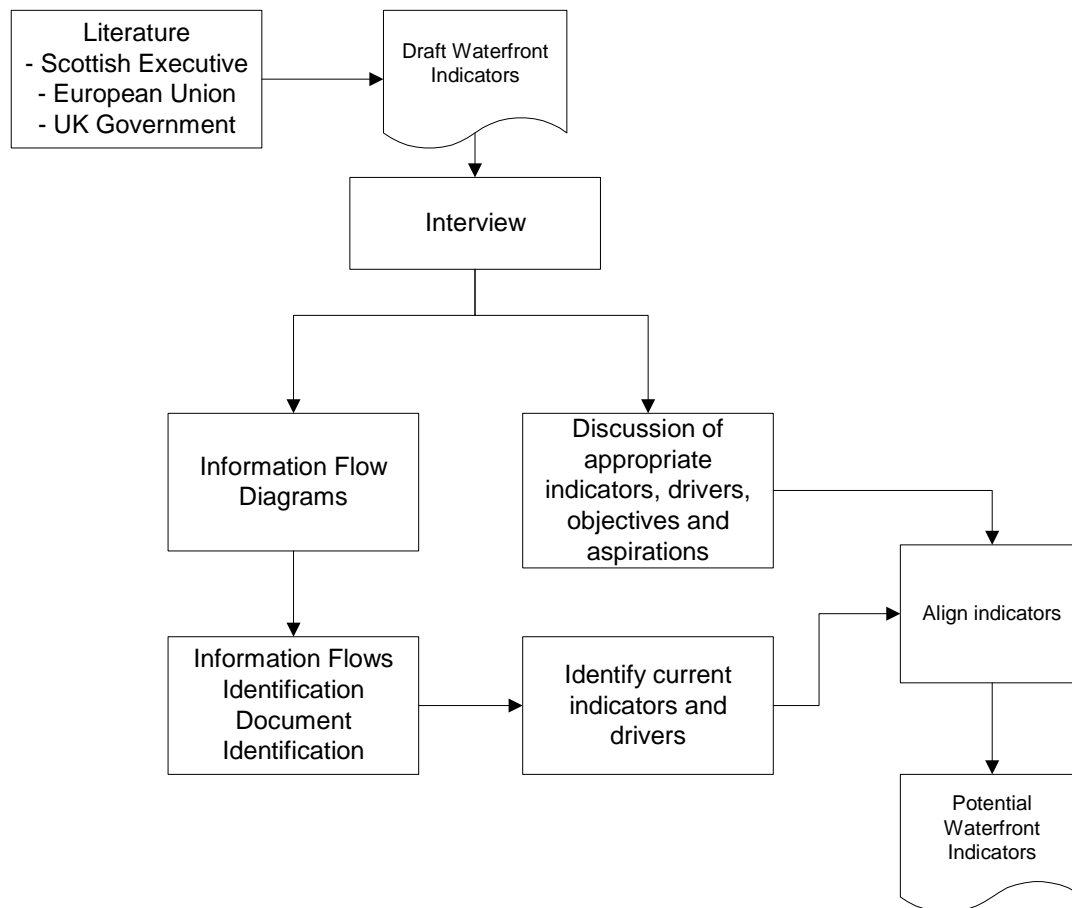 Literature
- Scottish Executive
- European Union
- UK Government
Draft Waterfront
Indicators
Interview
Information Flow
Diagrams
Discussion of
appropriate
indicators, drivers,
objectives and
aspirations
Align indicators
Information Flows
Identification
Document
Identification
Identify current
indicators and
drivers
Potential
Waterfront
Indicators